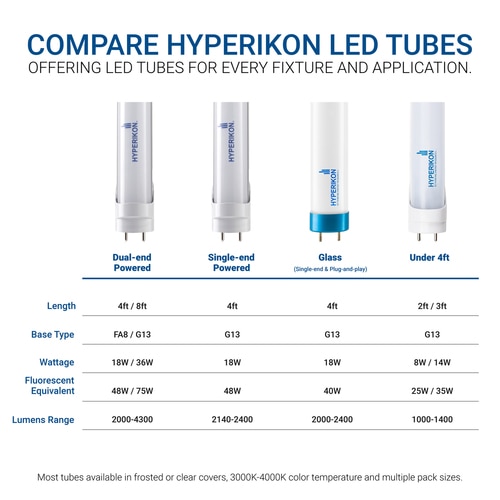 COMPARE HYPERIKON LED TUBES
OFFERING LED TUBES FOR EVERY FIXTURE AND APPLICATION.
HYPERIKON. HYPERIKON. HYPERIKON HYPERIKON
Dual-end Powered
Single-end Powered
Glass
(Single-end & Plug-and-play)
Under 4ft
Length 4ft / 8ft 4ft 4ft 2ft / 3ft
Base Type FA8 / G13 G13 G13 G13
Wattage 18W / 36W 18W 18W 8W / 14W
Fluorescent Equivalent 48W / 75W 48W 40W 25W / 35W
Lumens Range 2000-4300 2140-2400 2000-2400 1000-1400
Most tubes available in frosted or clear covers, 3000K-4000K color temperature and multiple pack sizes.